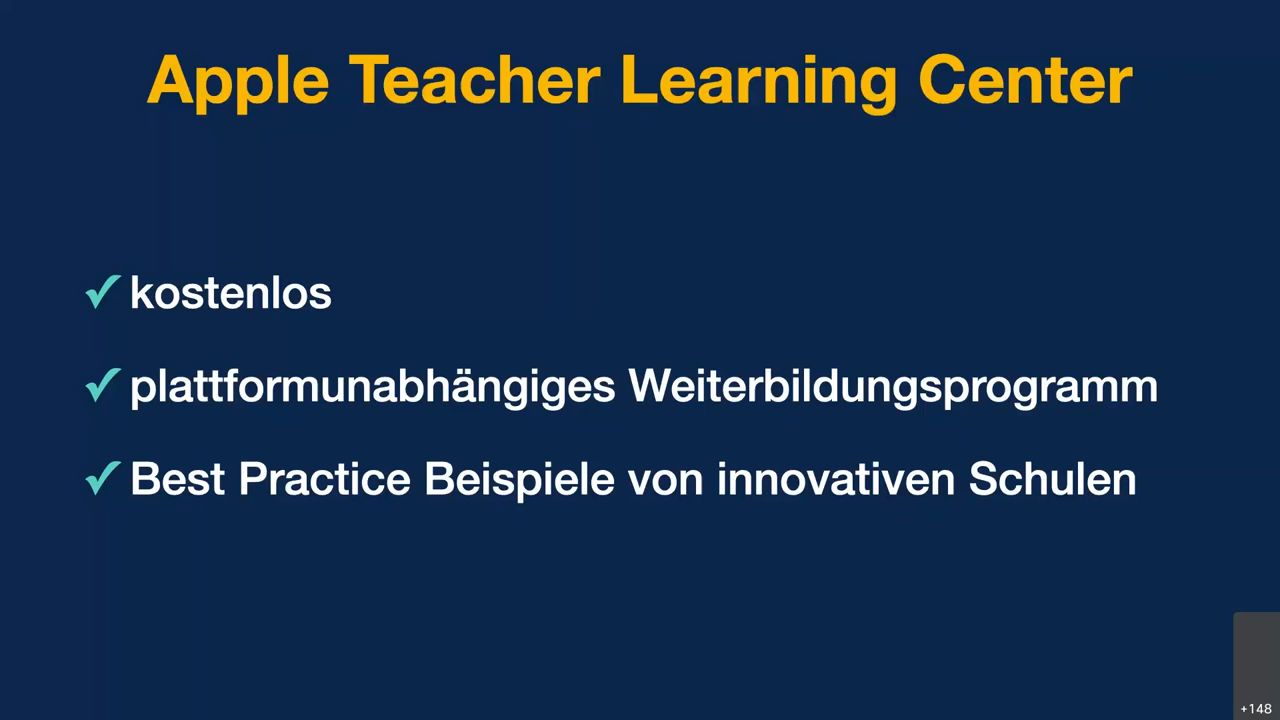 Apple Teacher Learning Center
✓ kostenlos
✓ plattformunabhängiges Weiterbildungsprogramm
✓ Best Practice Beispiele von innovativen Schulen
+148